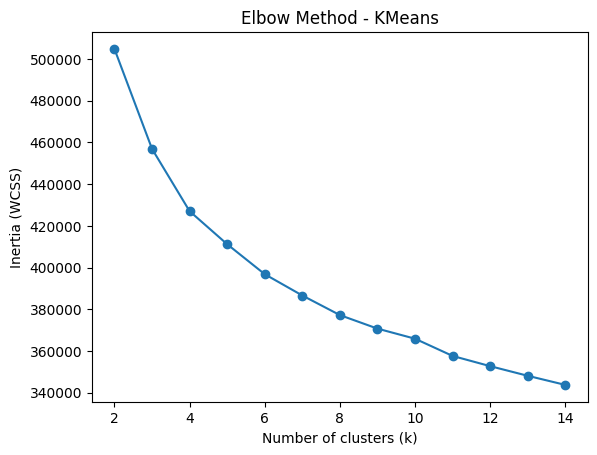 Elbow Method - KMeans
500000
480000
460000
440000
420000
400000
380000
360000
340000
Inertia (WCSS)
2 4 6 8 10 12 14
Number of clusters (k)